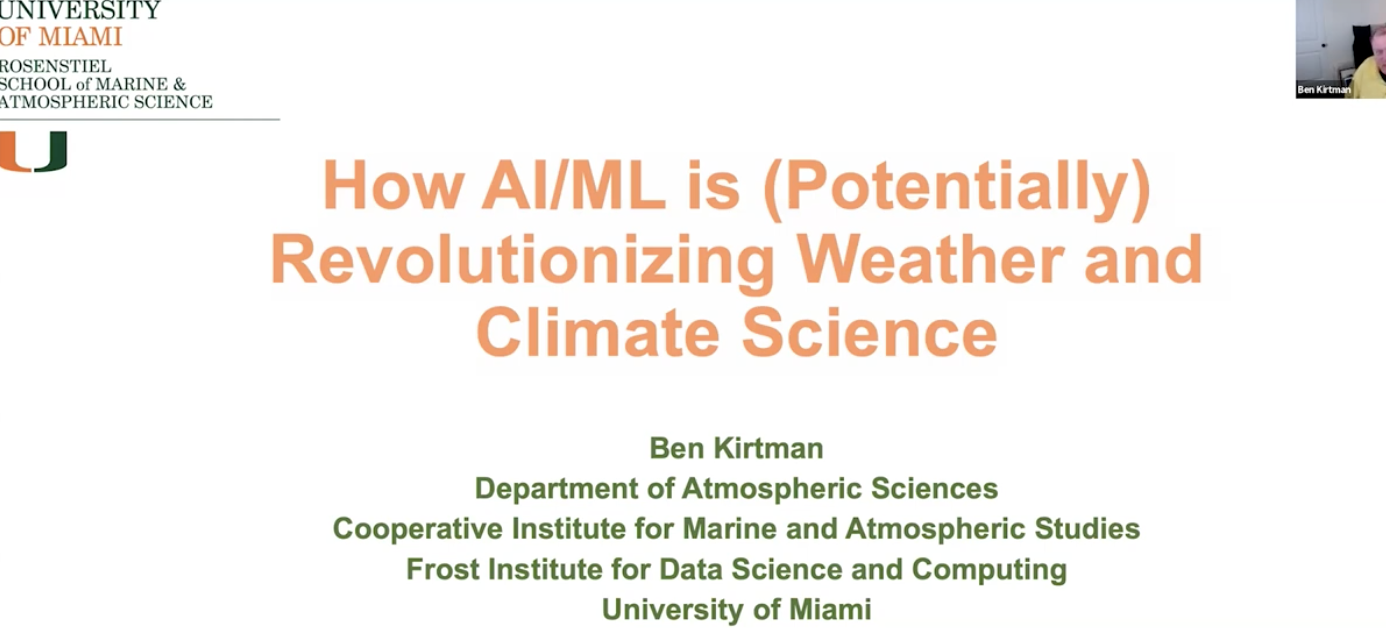 UNIVERSITY
OF MIAMI
ROSENSTIEL
SCHOOL of MARINE &
ATMOSPHERIC SCIENCE
Ben Kirtman
How AI/ML is (Potentially)
Revolutionizing Weather and
Climate Science
Ben Kirtman
Department of Atmospheric Sciences
Cooperative Institute for Marine and Atmospheric Studies
Frost Institute for Data Science and Computing
University of Miami